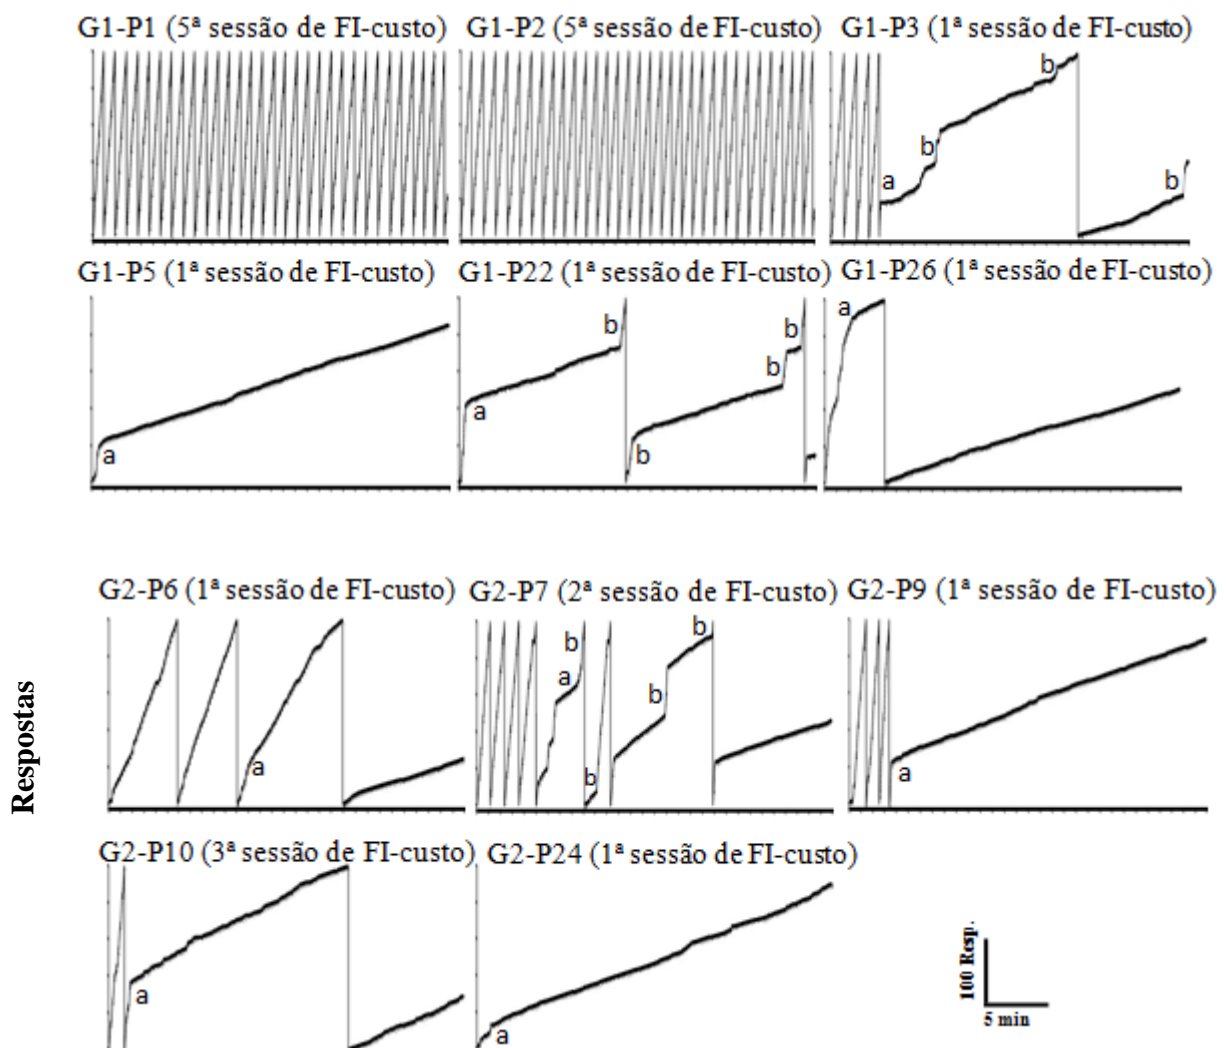 G1-P1 (5ª sessão de FI-custo) G1-P2 (5ª sessão de FI-custo) G1-P3 (1ª sessão de FI-custo)
b
b
a
b
G1-P5 (1ª sessão de FI-custo) G1-P22 (1ª sessão de FI-custo) G1-P26 (1ª sessão de FI-custo)
a
b
b
b
a
a
b
G2-P6 (1ª sessão de FI-custo) G2-P7 (2ª sessão de FI-custo) G2-P9 (1ª sessão de FI-custo)
b
b
a
b
a
b
a
Respostas
G2-P10 (3ª sessão de FI-custo) G2-P24 (1ª sessão de FI-custo)
a
a
100 Resp.
5 min